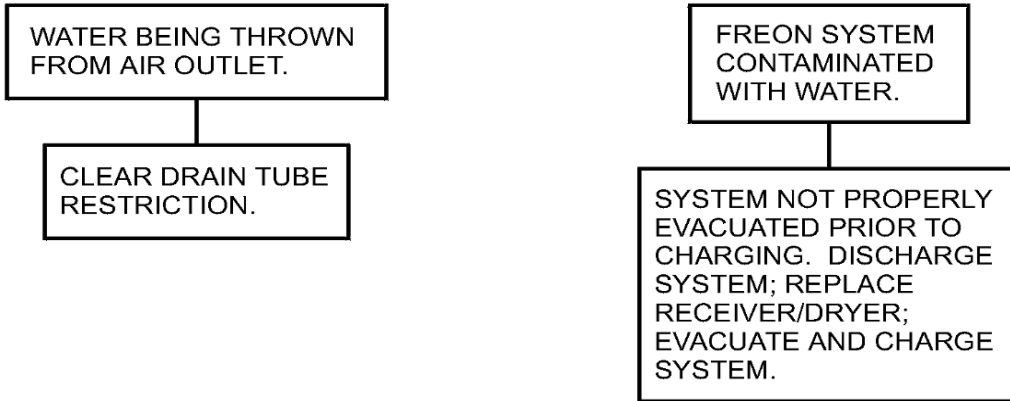 WATER BEING THROWN
FROM AIR OUTLET.
CLEAR DRAIN TUBE
RESTRICTION.
FREON SYSTEM
CONTAMINATED
WITH WATER.
SYSTEM NOT PROPERLY
EVACUATED PRIOR TO
CHARGING. DISCHARGE
SYSTEM; REPLACE
RECEIVER/DRYER;
EVACUATE AND CHARGE
SYSTEM.